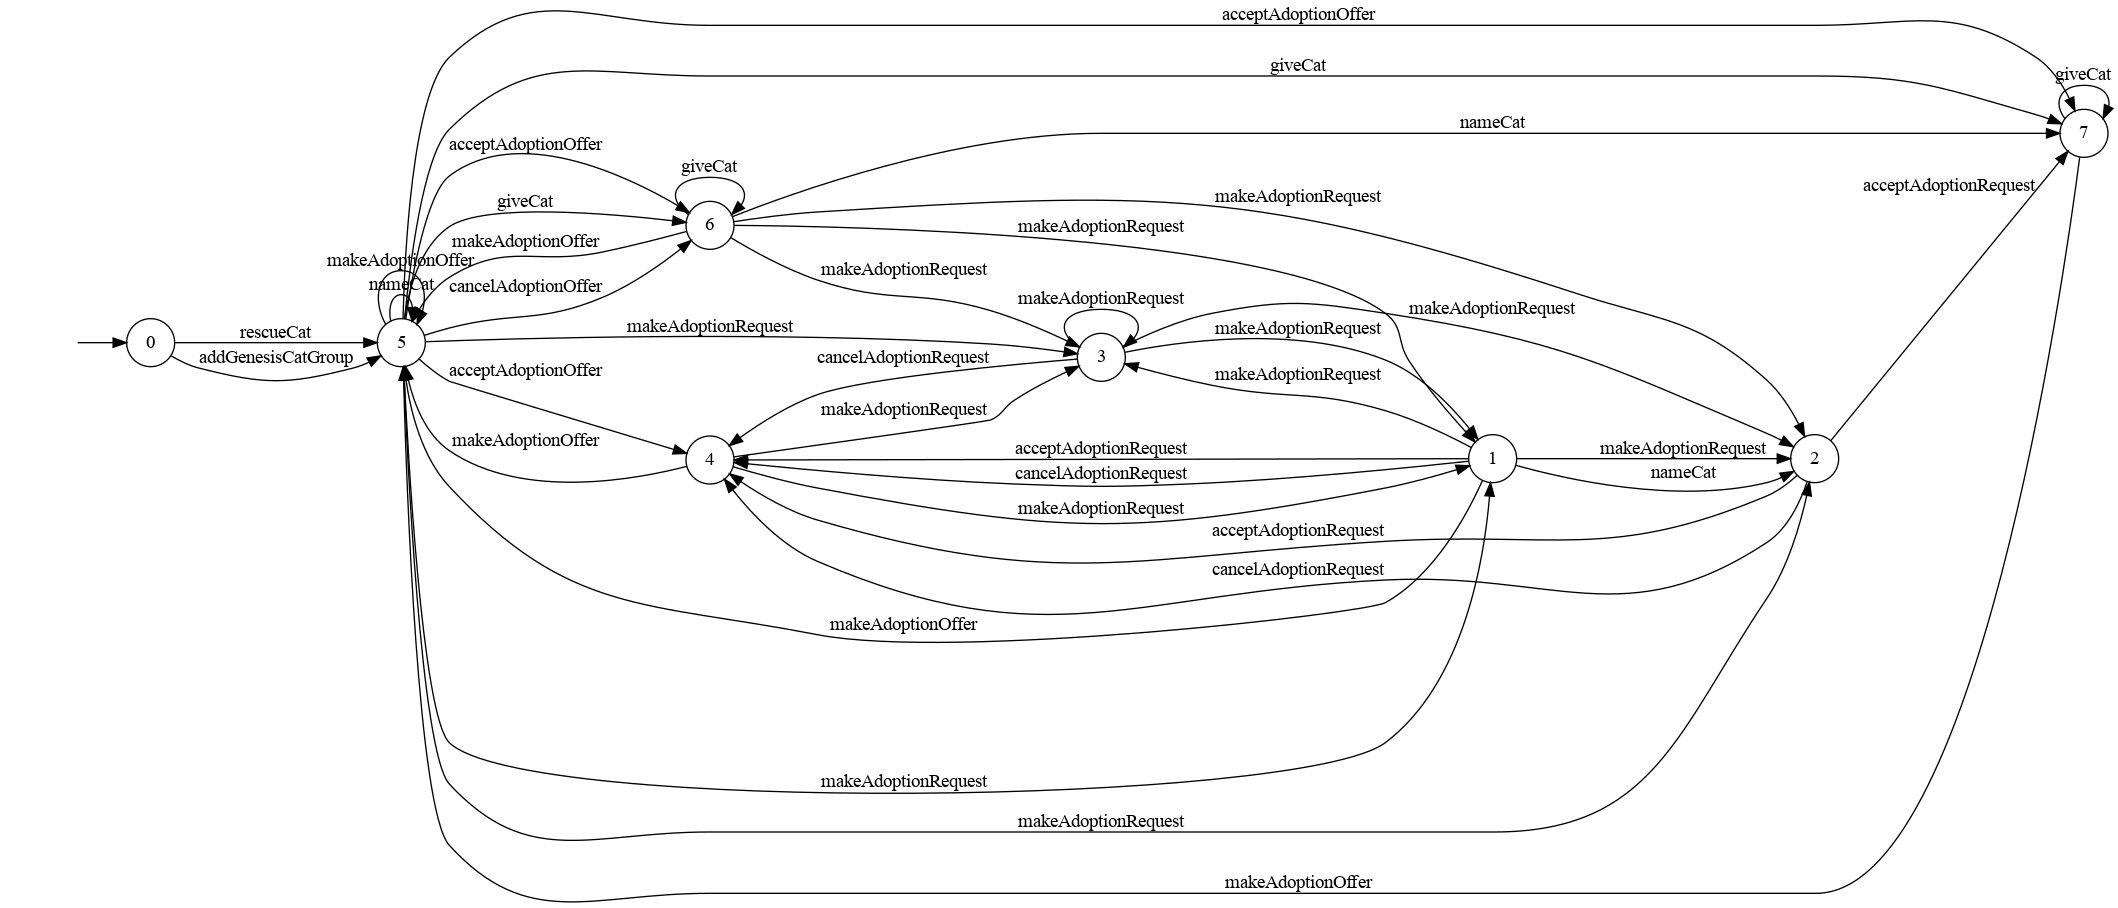 acceptAdoptionOffer
giveCat
giveCat
7
nameCat
acceptAdoptionOffer
giveCat
6
makeAdoptionRequest
acceptAdoptionRequest
giveCat
makeAdoptionRequest
makeAdoptionOffer
makeAdoptionOffer
makeAdoptionRequest
nameCat
cancelAdoptionOffer
makeAdoptionRequest
makeAdoptionRequest
rescueCat
0
5
makeAdoptionRequest
makeAdoptionRequest
addGenesisCatGroup
3
cancelAdoptionRequest
acceptAdoptionOffer
makeAdoptionRequest
makeAdoptionRequest
makeAdoptionOffer
4
acceptAdoptionRequest
1
makeAdoptionRequest
2
cancelAdoptionRequest
nameCat
makeAdoptionRequest
acceptAdoptionRequest
cancelAdoptionRequest
makeAdoptionOffer
makeAdoptionRequest
makeAdoptionRequest
makeAdoptionOffer